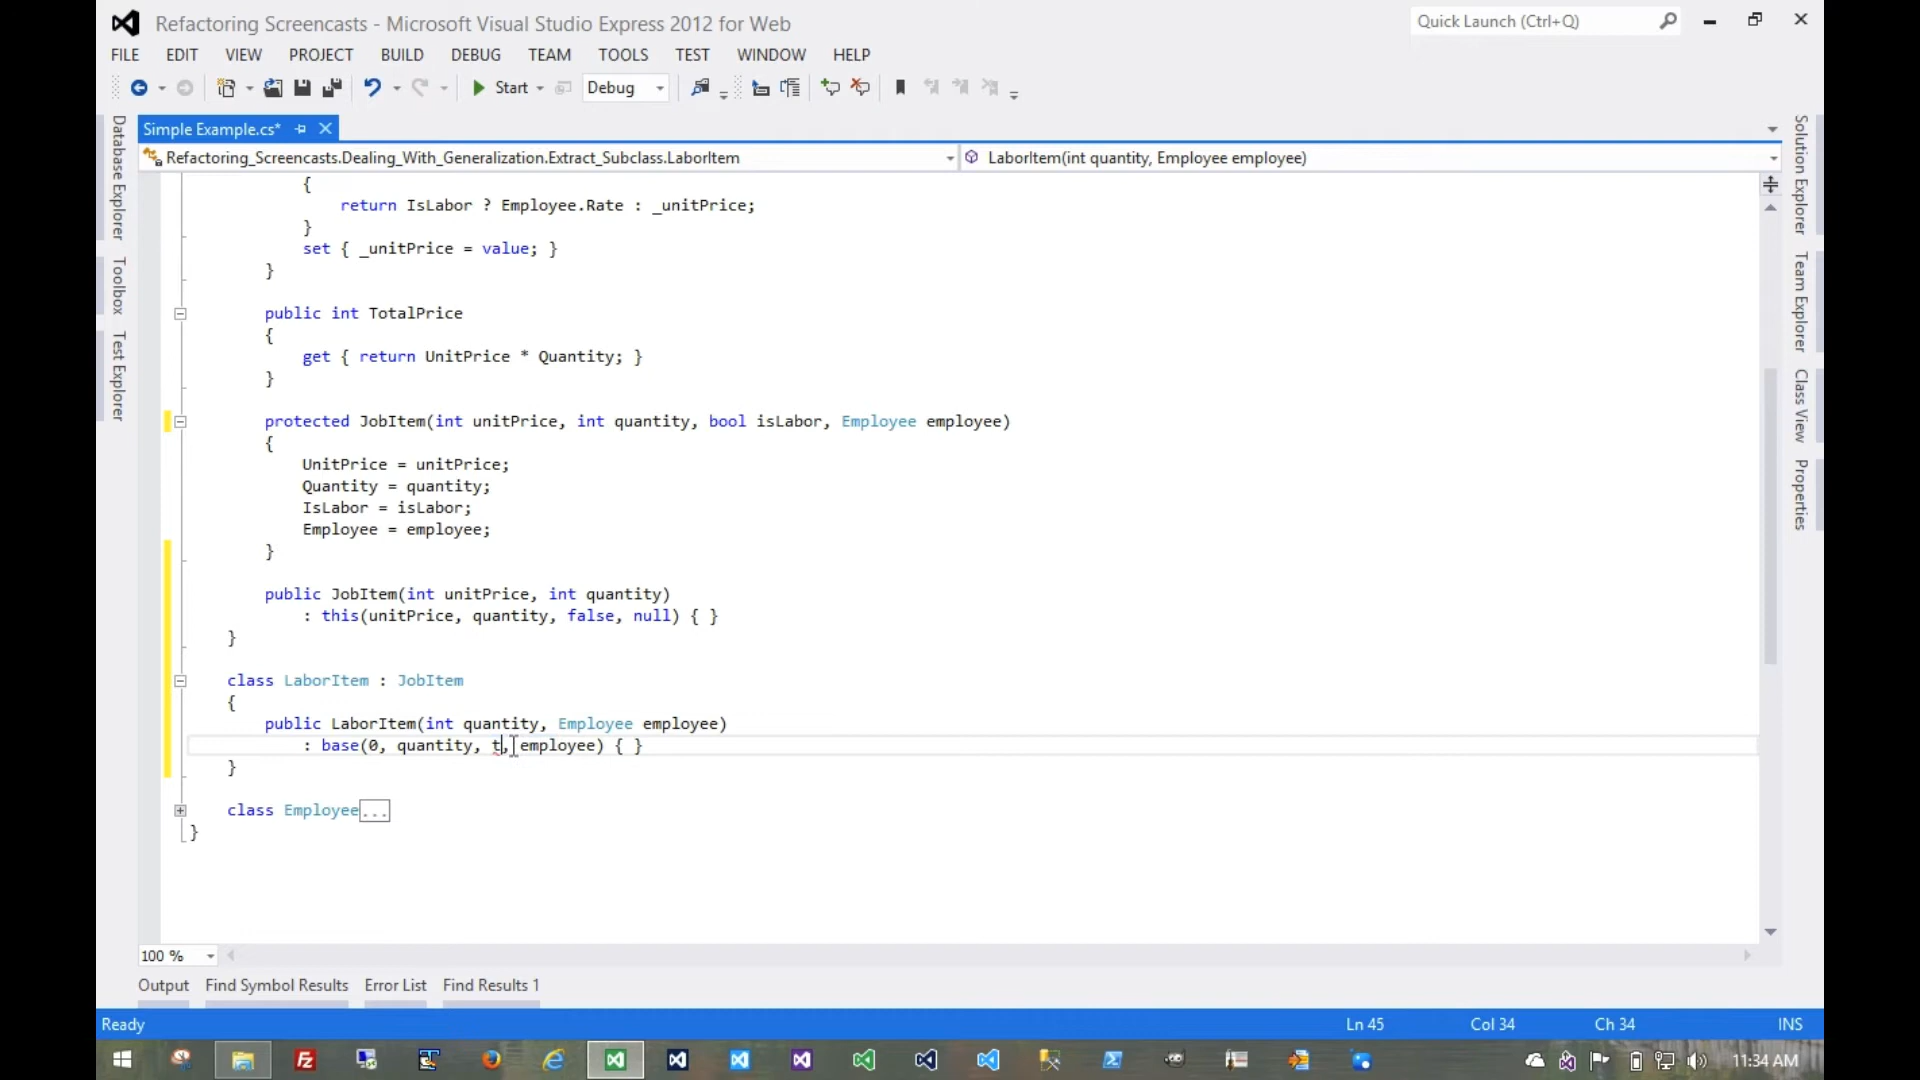 Refactoring Screencasts - Microsoft Visual Studio Express 2012 for Web
Quick Launch (Ctrl+Q)
FILE EDIT VIEW PROJECT BUILD DEBUG TEAM TOOLS TEST WINDOW HELP
Start Debug
Simple Example.cs*
Refactoring_Screencasts.Dealing_With_Generalization.Extract_Subclass.LaborItem
LaborItem(int quantity, Employee employee)
Database Explorer
Toolbox
Test Explorer
{
return IsLabor ? Employee.Rate : _unitPrice;
}
set { _unitPrice = value; }
}
public int TotalPrice
{
get { return UnitPrice * Quantity; }
}
protected JobItem(int unitPrice, int quantity, bool isLabor, Employee employee)
{
UnitPrice = unitPrice;
Quantity = quantity;
IsLabor = isLabor;
Employee = employee;
}
public JobItem(int unitPrice, int quantity)
: this(unitPrice, quantity, false, null) { }
}
class LaborItem : JobItem
{
public LaborItem(int quantity, Employee employee)
: base(0, quantity, t, employee) { }
}
class Employee...
}
Solution Explorer
Team Explorer
Class View
Properties
100 %
Output Find Symbol Results Error List Find Results 1
Ready Ln 45 Col 34 Ch 34 INS
11:34 AM